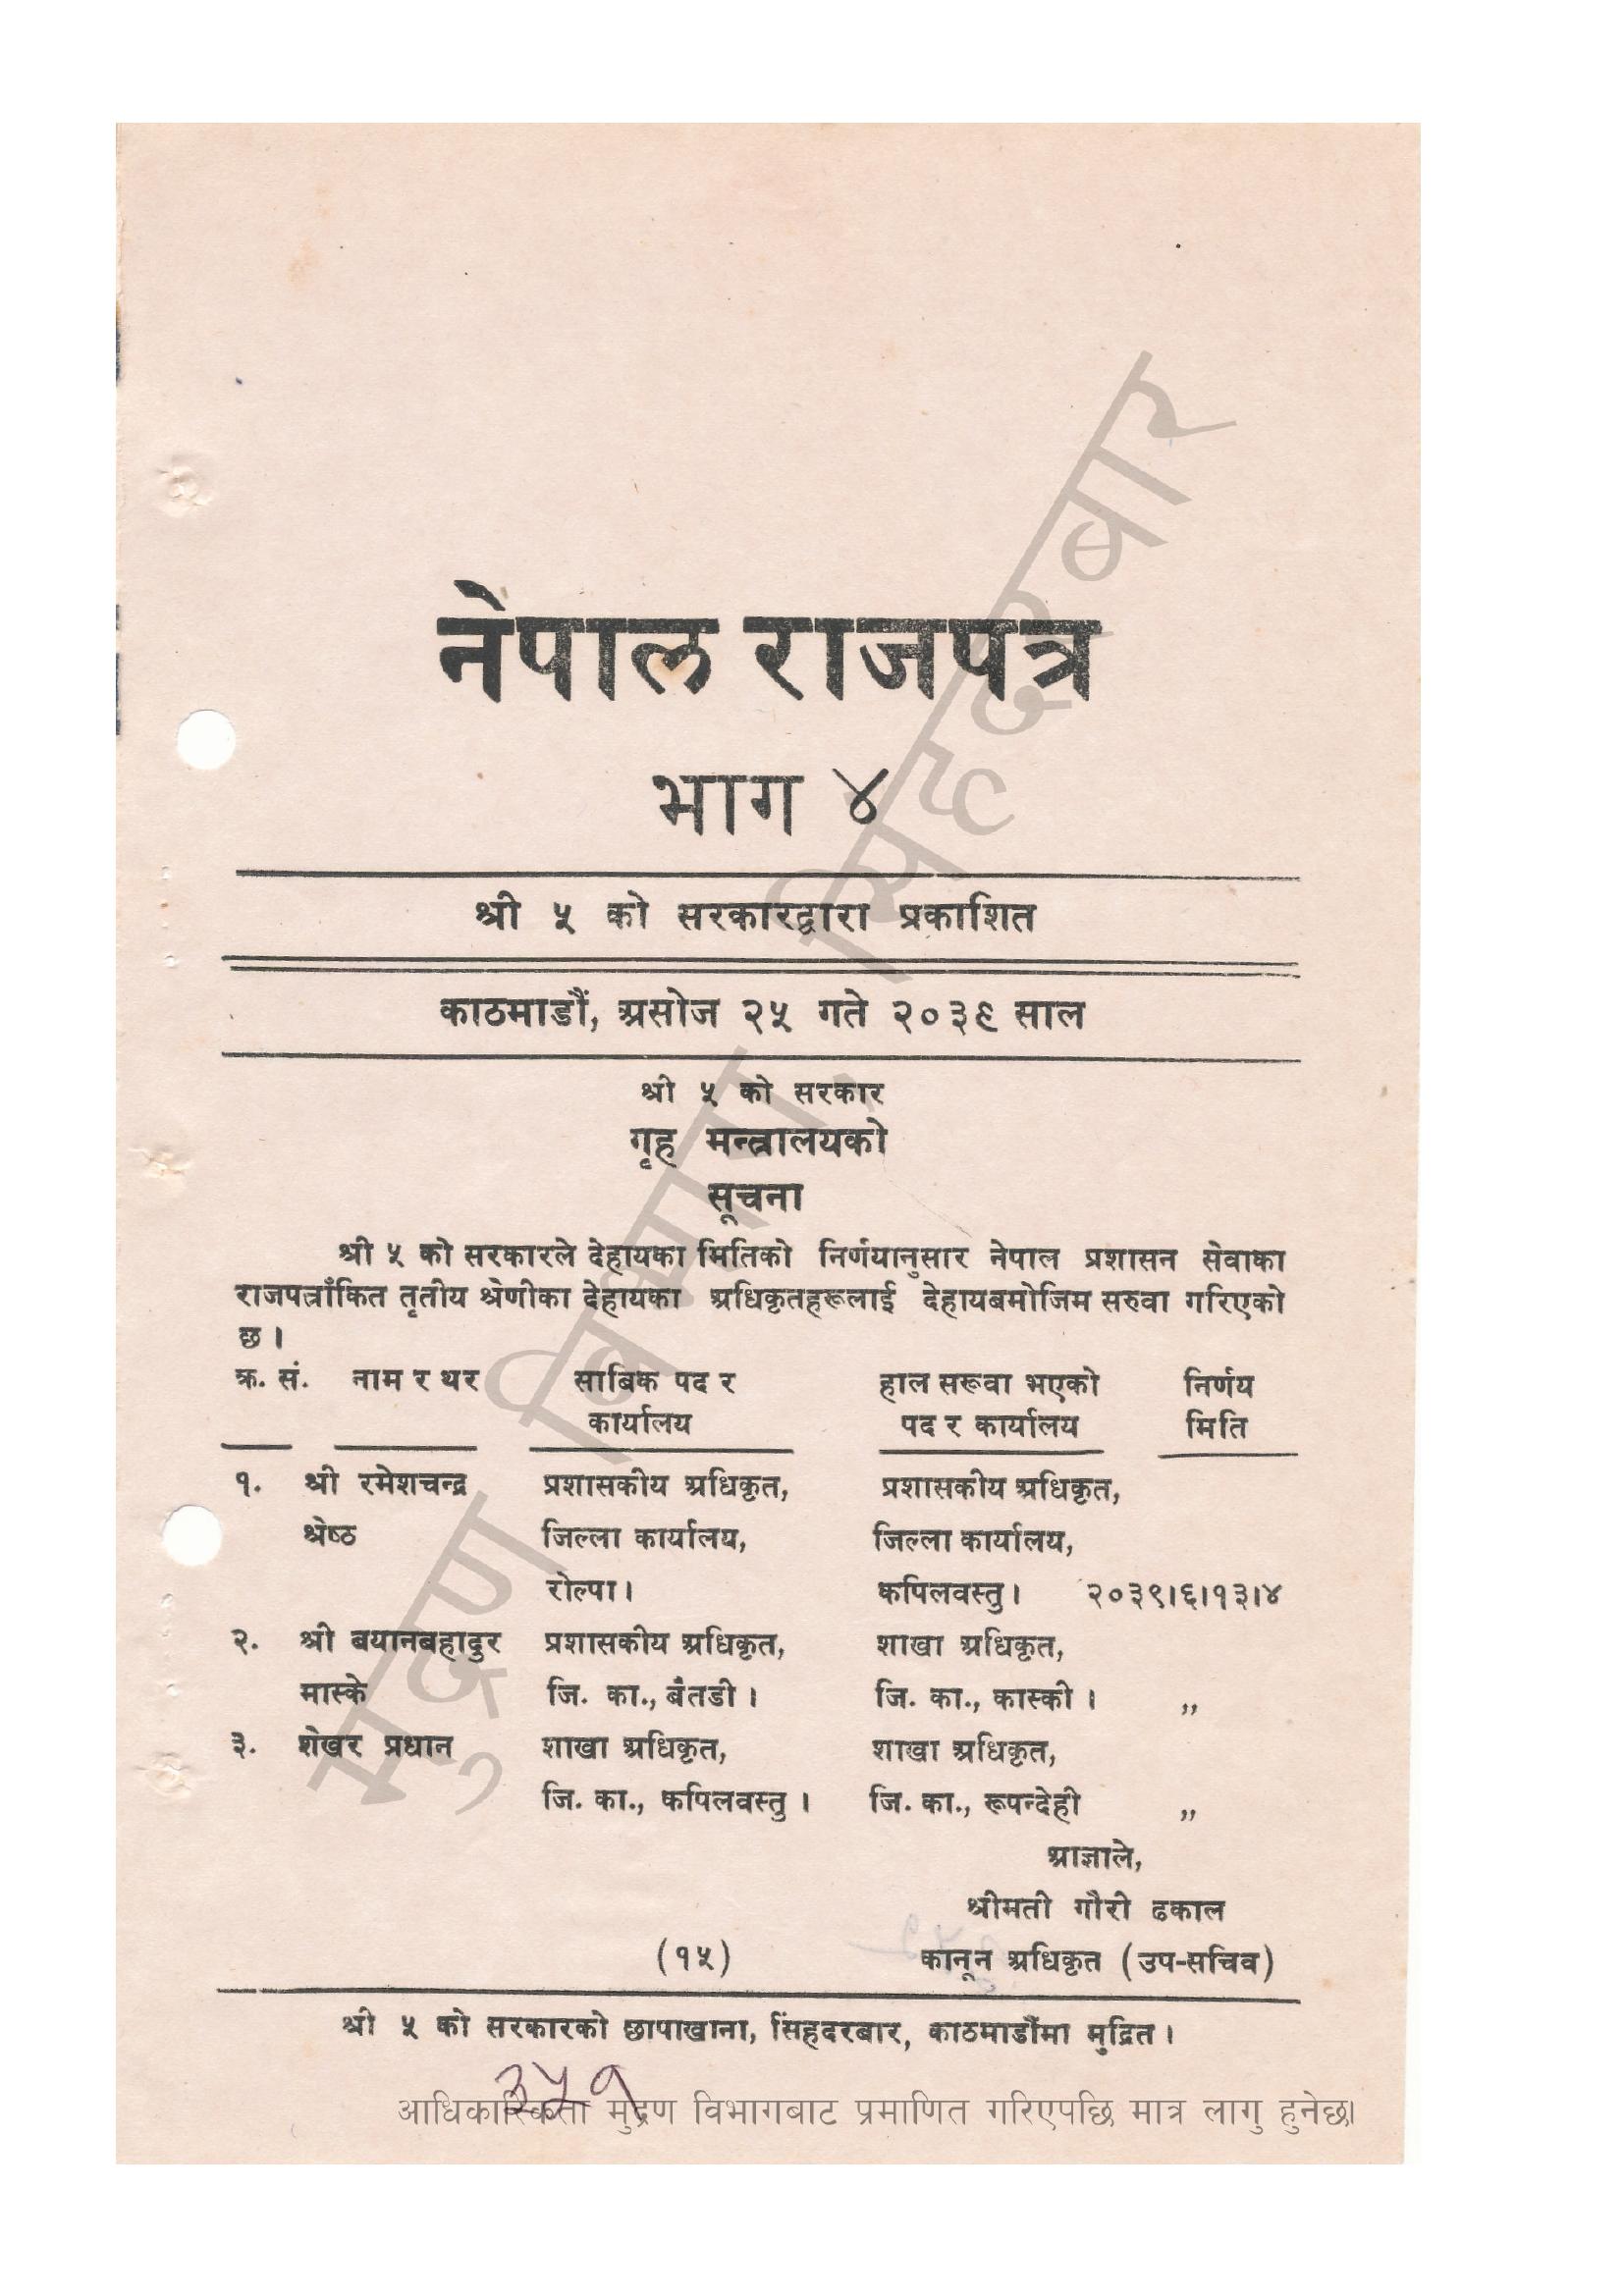 नेपाल राजपत्र
भाग ४
श्री ५ को सरकारद्वारा प्रकाशित
काठमाडौं, असोज २५ गते २०३९ साल
श्री ५ को सरकार
गृह मन्त्रालयको
सूचना
श्री ५ को सरकारले देहायका मितिको निर्णयानुसार नेपाल प्रशासन सेवाका
राजपत्राँकित तृतीय श्रेणीका देहायका अधिकृतहरूलाई देहायबमोजिम सरुवा गरिएको
छ ।
क्र. सं. नाम र थर साबिक पद र हाल सरूवा भएको निर्णय
कार्यालय पद र कार्यालय मिति
१. श्री रमेशचन्द्र प्रशासकीय अधिकृत, प्रशासकीय अधिकृत,
श्रेष्ठ जिल्ला कार्यालय, जिल्ला कार्यालय,
रोल्पा। कपिलवस्तु। २०३९।६।१३।४
२. श्री बयानबहादुर प्रशासकीय अधिकृत, शाखा अधिकृत,
मास्के जि. का., बैतडी । जि. का., कास्की । ,,
३. शेखर प्रधान शाखा अधिकृत, शाखा अधिकृत,
जि. का., कपिलवस्तु । जि. का., रूपन्देही ,,
आज्ञाले,
श्रीमती गौरी ढकाल
(१५) कानून अधिकृत (उप-सचिव)
श्री ५ को सरकारको छापाखाना, सिंहदरबार, काठमाडौंमा मुद्रित ।
३५१
आधिकारिकता मुद्रण विभागबाट प्रमाणित गरिएपछि मात्र लागु हुनेछ।
मुद्रण विभाग, सिंहदरबार